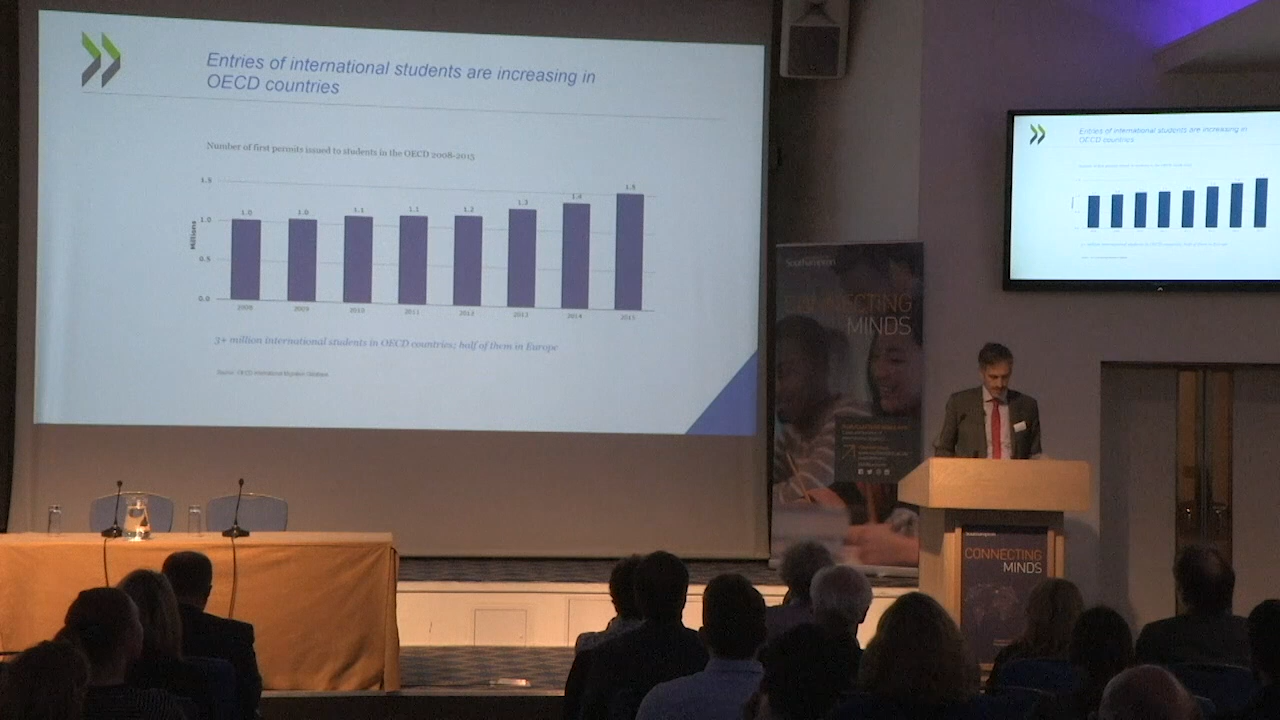 Entries of international students are increasing in
OECD countries
Number of first permits issued to students in the OECD 2008-2015
1.5
1.0
0.5
0.0
Millions
1.0
1.0
1.1
1.1
1.2
1.3
1.4
1.5
2008
2009
2010
2011
2012
2013
2014
2015
3+ million international students in OECD countries; half of them in Europe
Source: OECD International Migration Database
Entries of international students are increasing in
OECD countries
CONNECTING
MINDS
CONNECTING
MINDS